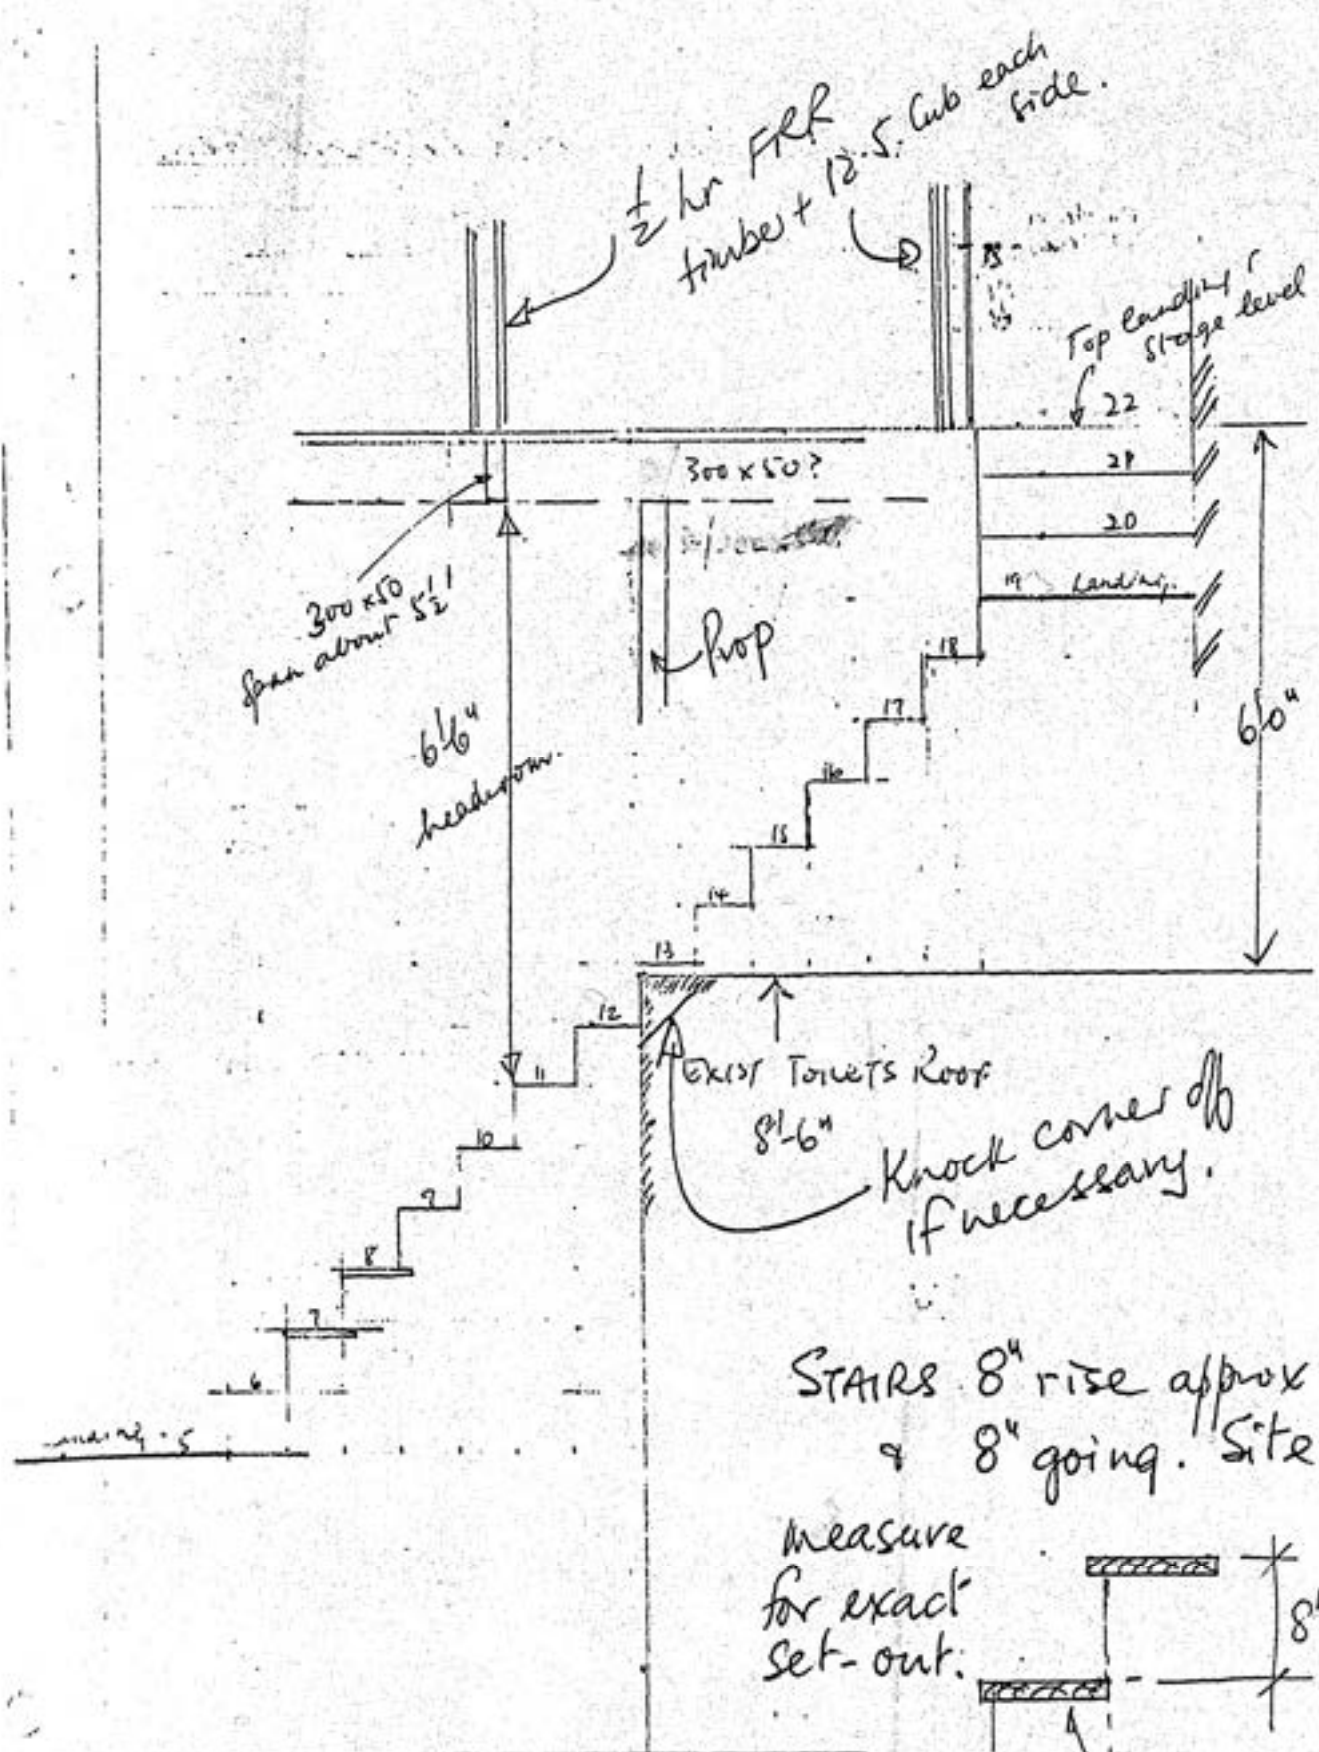 ½ hr FRR
timber + 12.5. Gib each
side.
Top landing
Stage level
22
21
300 x 50?
20
19 Landing.
300 x 50
span about 5½'
Prop
18
17
6'0"
6'6"
headroom.
16
15
14
13
12
11
Exist Toilets Roof
8'-6"
10
Knock corner off
if necessary.
9
8
7
6
5
STAIRS 8" rise approx
& 8" going. Site
measure
for exact
set-out.
8"